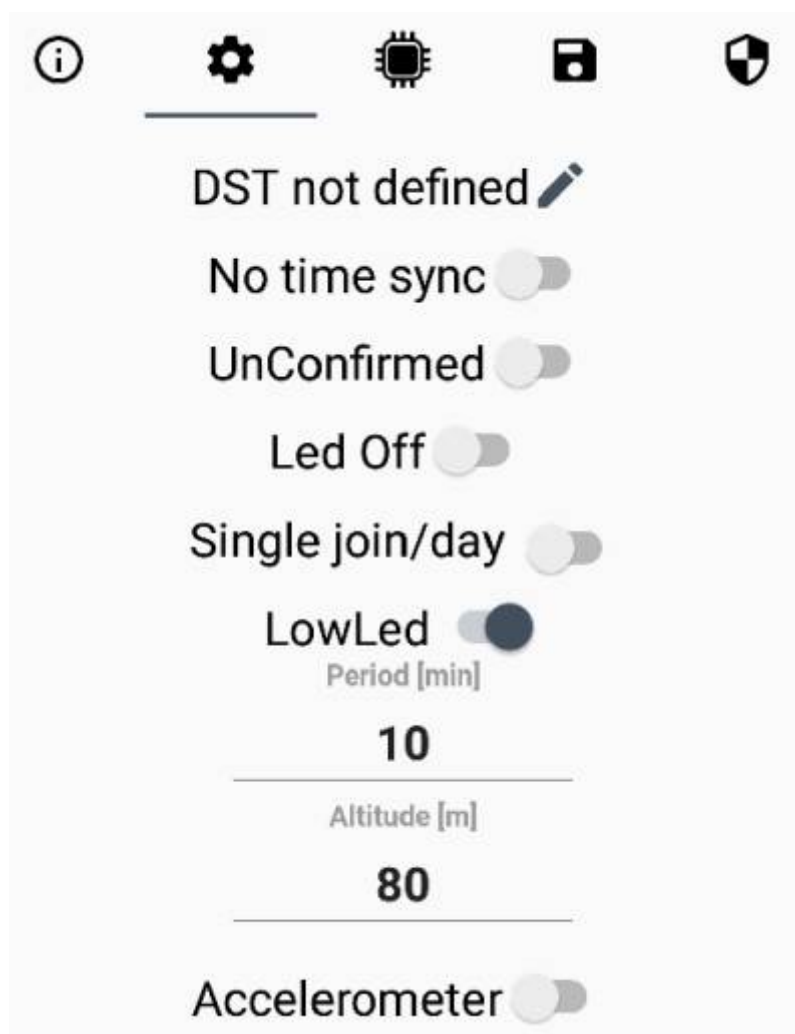 DST not defined
No time sync
UnConfirmed
Led Off
Single join/day
LowLed
Period [min]
10
Altitude [m]
80
Accelerometer